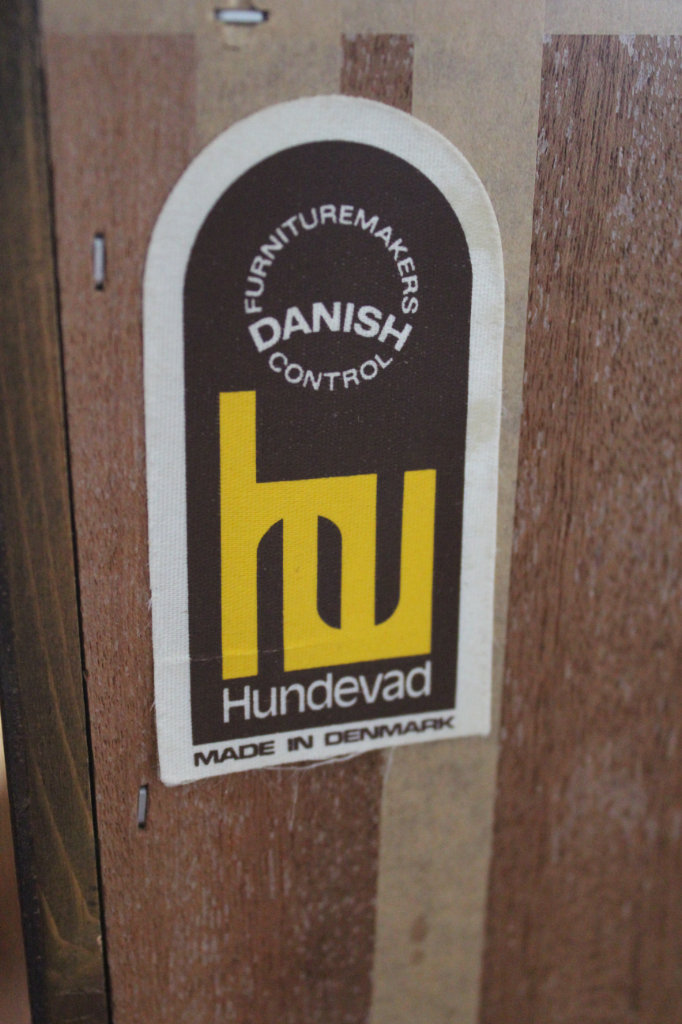 FURNITUREMAKERS
DANISH
CONTROL
hu
Hundevad
MADE IN DENMARK